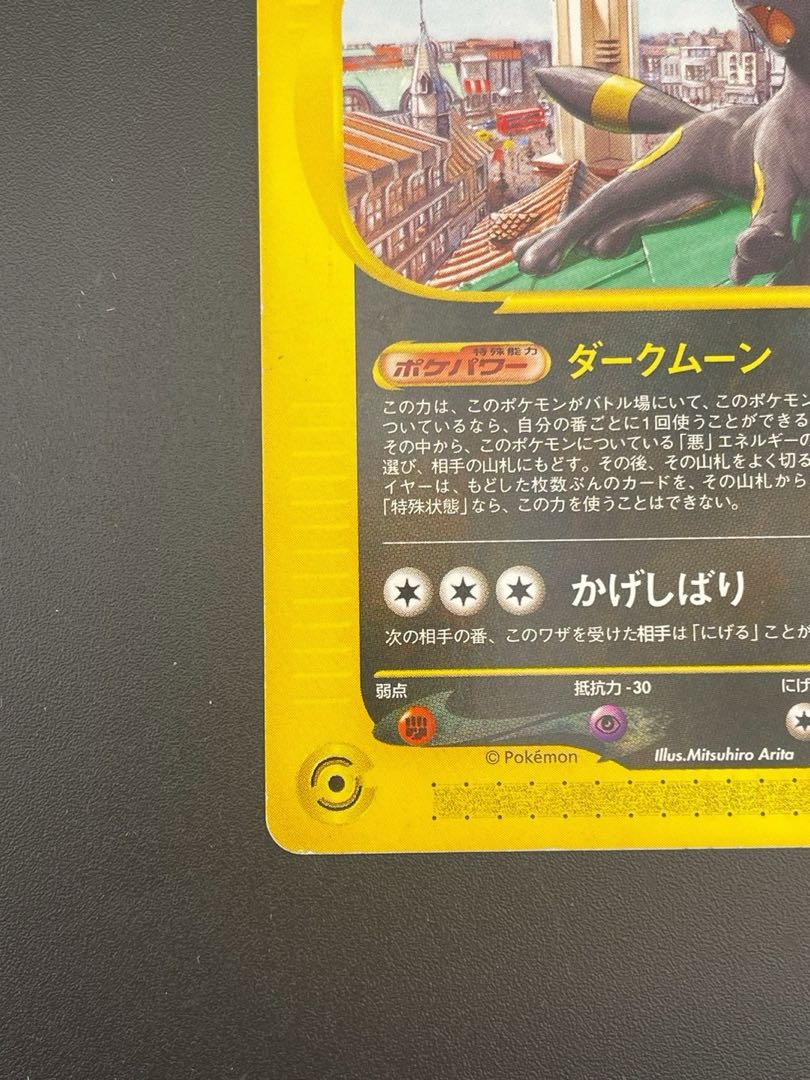 特殊能力
ポケパワー ダークムーン
この力は、このポケモンがバトル場にいて、このポケモン
ついているなら、自分の番ごとに1回使うことができる
その中から、このポケモンについている「悪」エネルギーの
選び、相手の山札にもどす。その後、その山札をよく切る
イヤーは、もどした枚数ぶんのカードを、その山札から
「特殊状態」なら、この力を使うことはできない。
かげしばり
次の相手の番、このワザを受けた相手は「にげる」ことが
弱点 抵抗力 -30 にげ
© Pokémon Illus.Mitsuhiro Arita